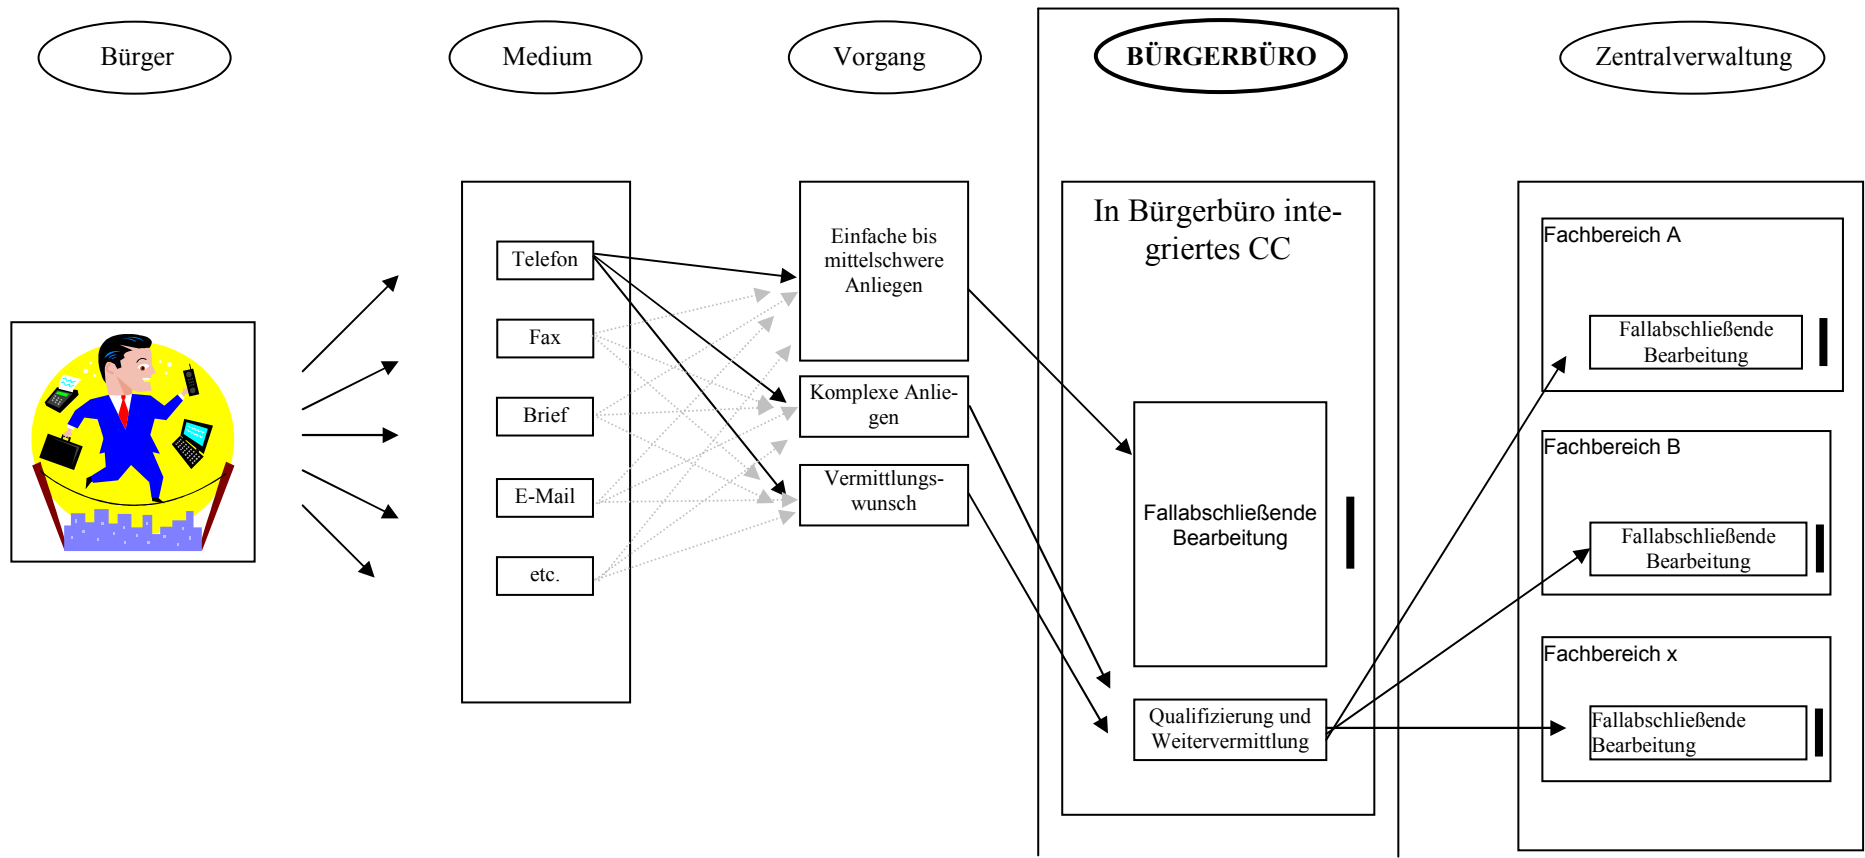 Bürger
Medium
Vorgang
BÜRGERBÜRO
Zentralverwaltung
Telefon
Fax
Brief
E-Mail
etc.
Einfache bis
mittelschwere
Anliegen
Komplexe Anlie-
gen
Vermittlungs-
wunsch
In Bürgerbüro inte-
griertes CC
Fallabschließende
Bearbeitung
Qualifizierung und
Weitervermittlung
Fachbereich A
Fallabschließende
Bearbeitung
Fachbereich B
Fallabschließende
Bearbeitung
Fachbereich x
Fallabschließende
Bearbeitung